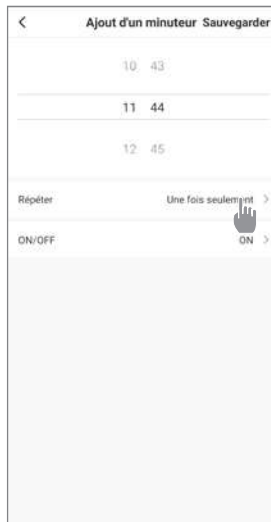 Ajout d'un minuteur Sauvegarder
10 43
11 44
12 45
Répéter Une fois seulement
ON/OFF ON